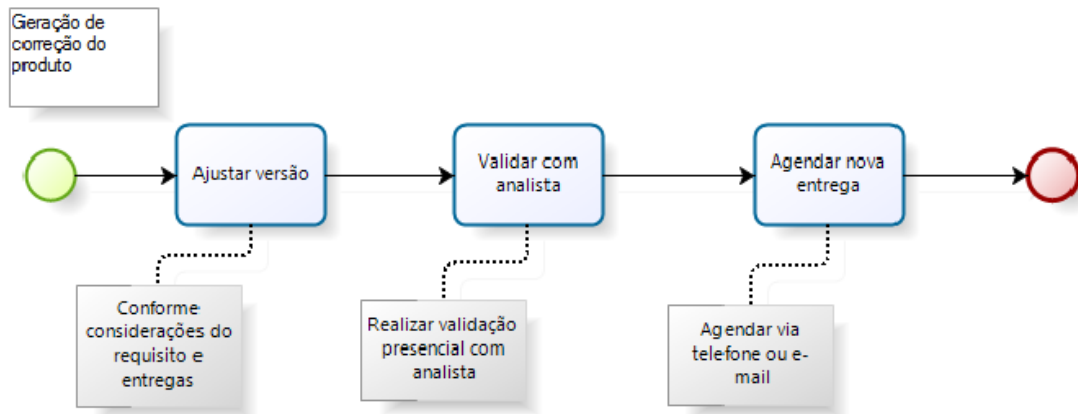 Geração de
correção do
produto
Ajustar versão
Validar com
analista
Agendar nova
entrega
Conforme
considerações do
requisito e
entregas
Realizar validação
presencial com
analista
Agendar via
telefone ou e-
mail